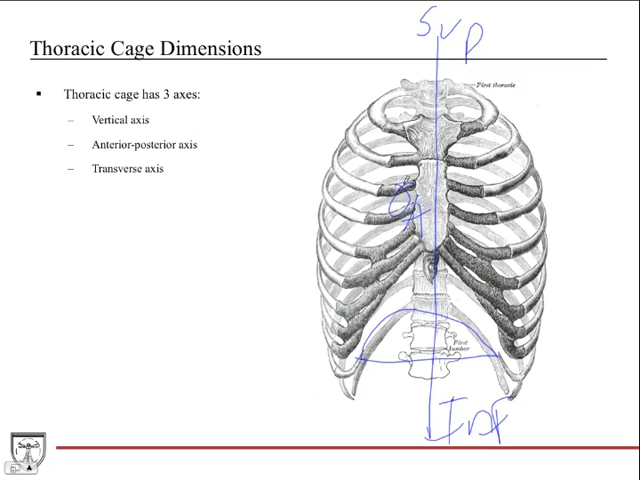 Sup
Thoracic Cage Dimensions
First thoracic
▪ Thoracic cage has 3 axes:
– Vertical axis
– Anterior-posterior axis
– Transverse axis
First
lumbar
Inf